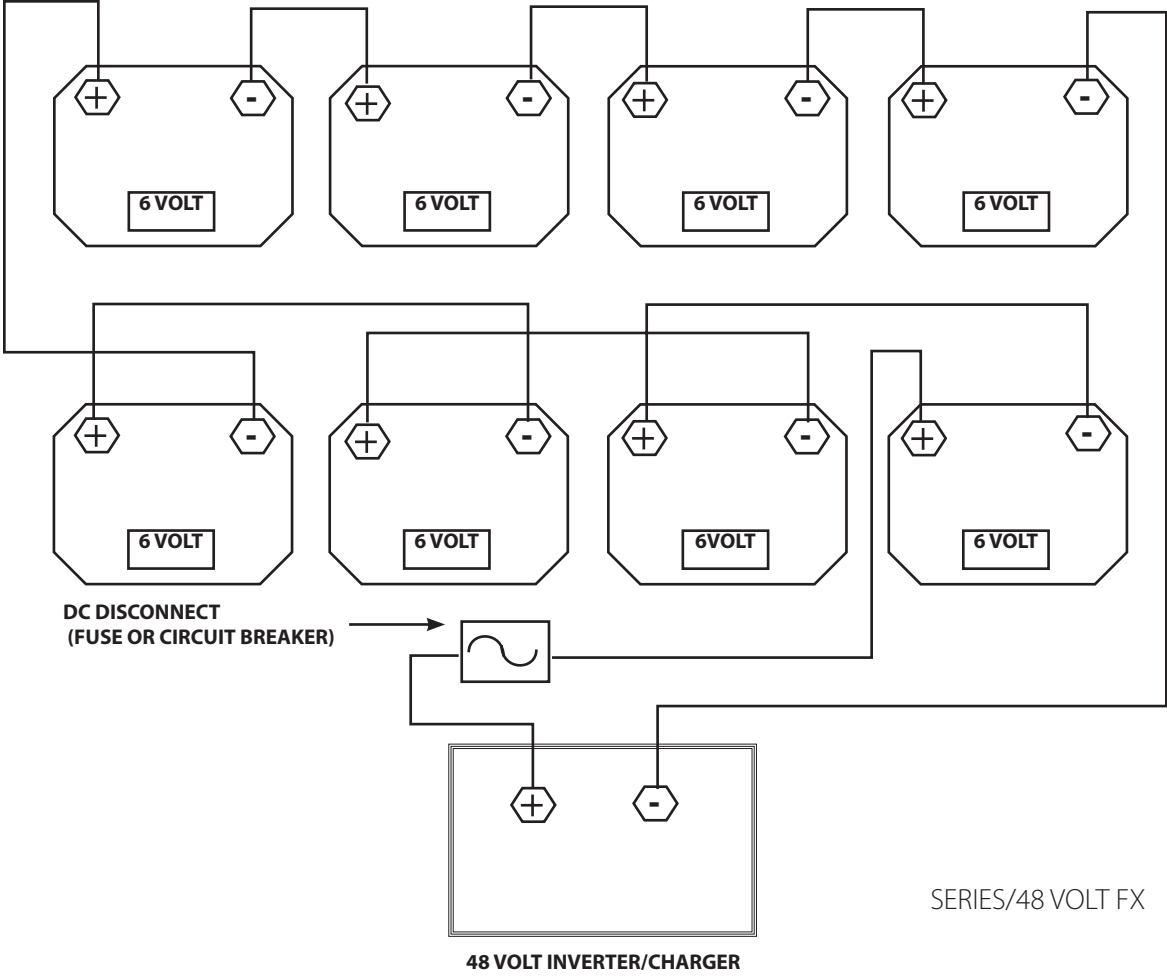 + - + - + - + -
6 VOLT 6 VOLT 6 VOLT 6 VOLT
+ - + - + - + -
6 VOLT 6 VOLT 6VOLT 6 VOLT
DC DISCONNECT
(FUSE OR CIRCUIT BREAKER)
+ -
SERIES/48 VOLT FX
48 VOLT INVERTER/CHARGER